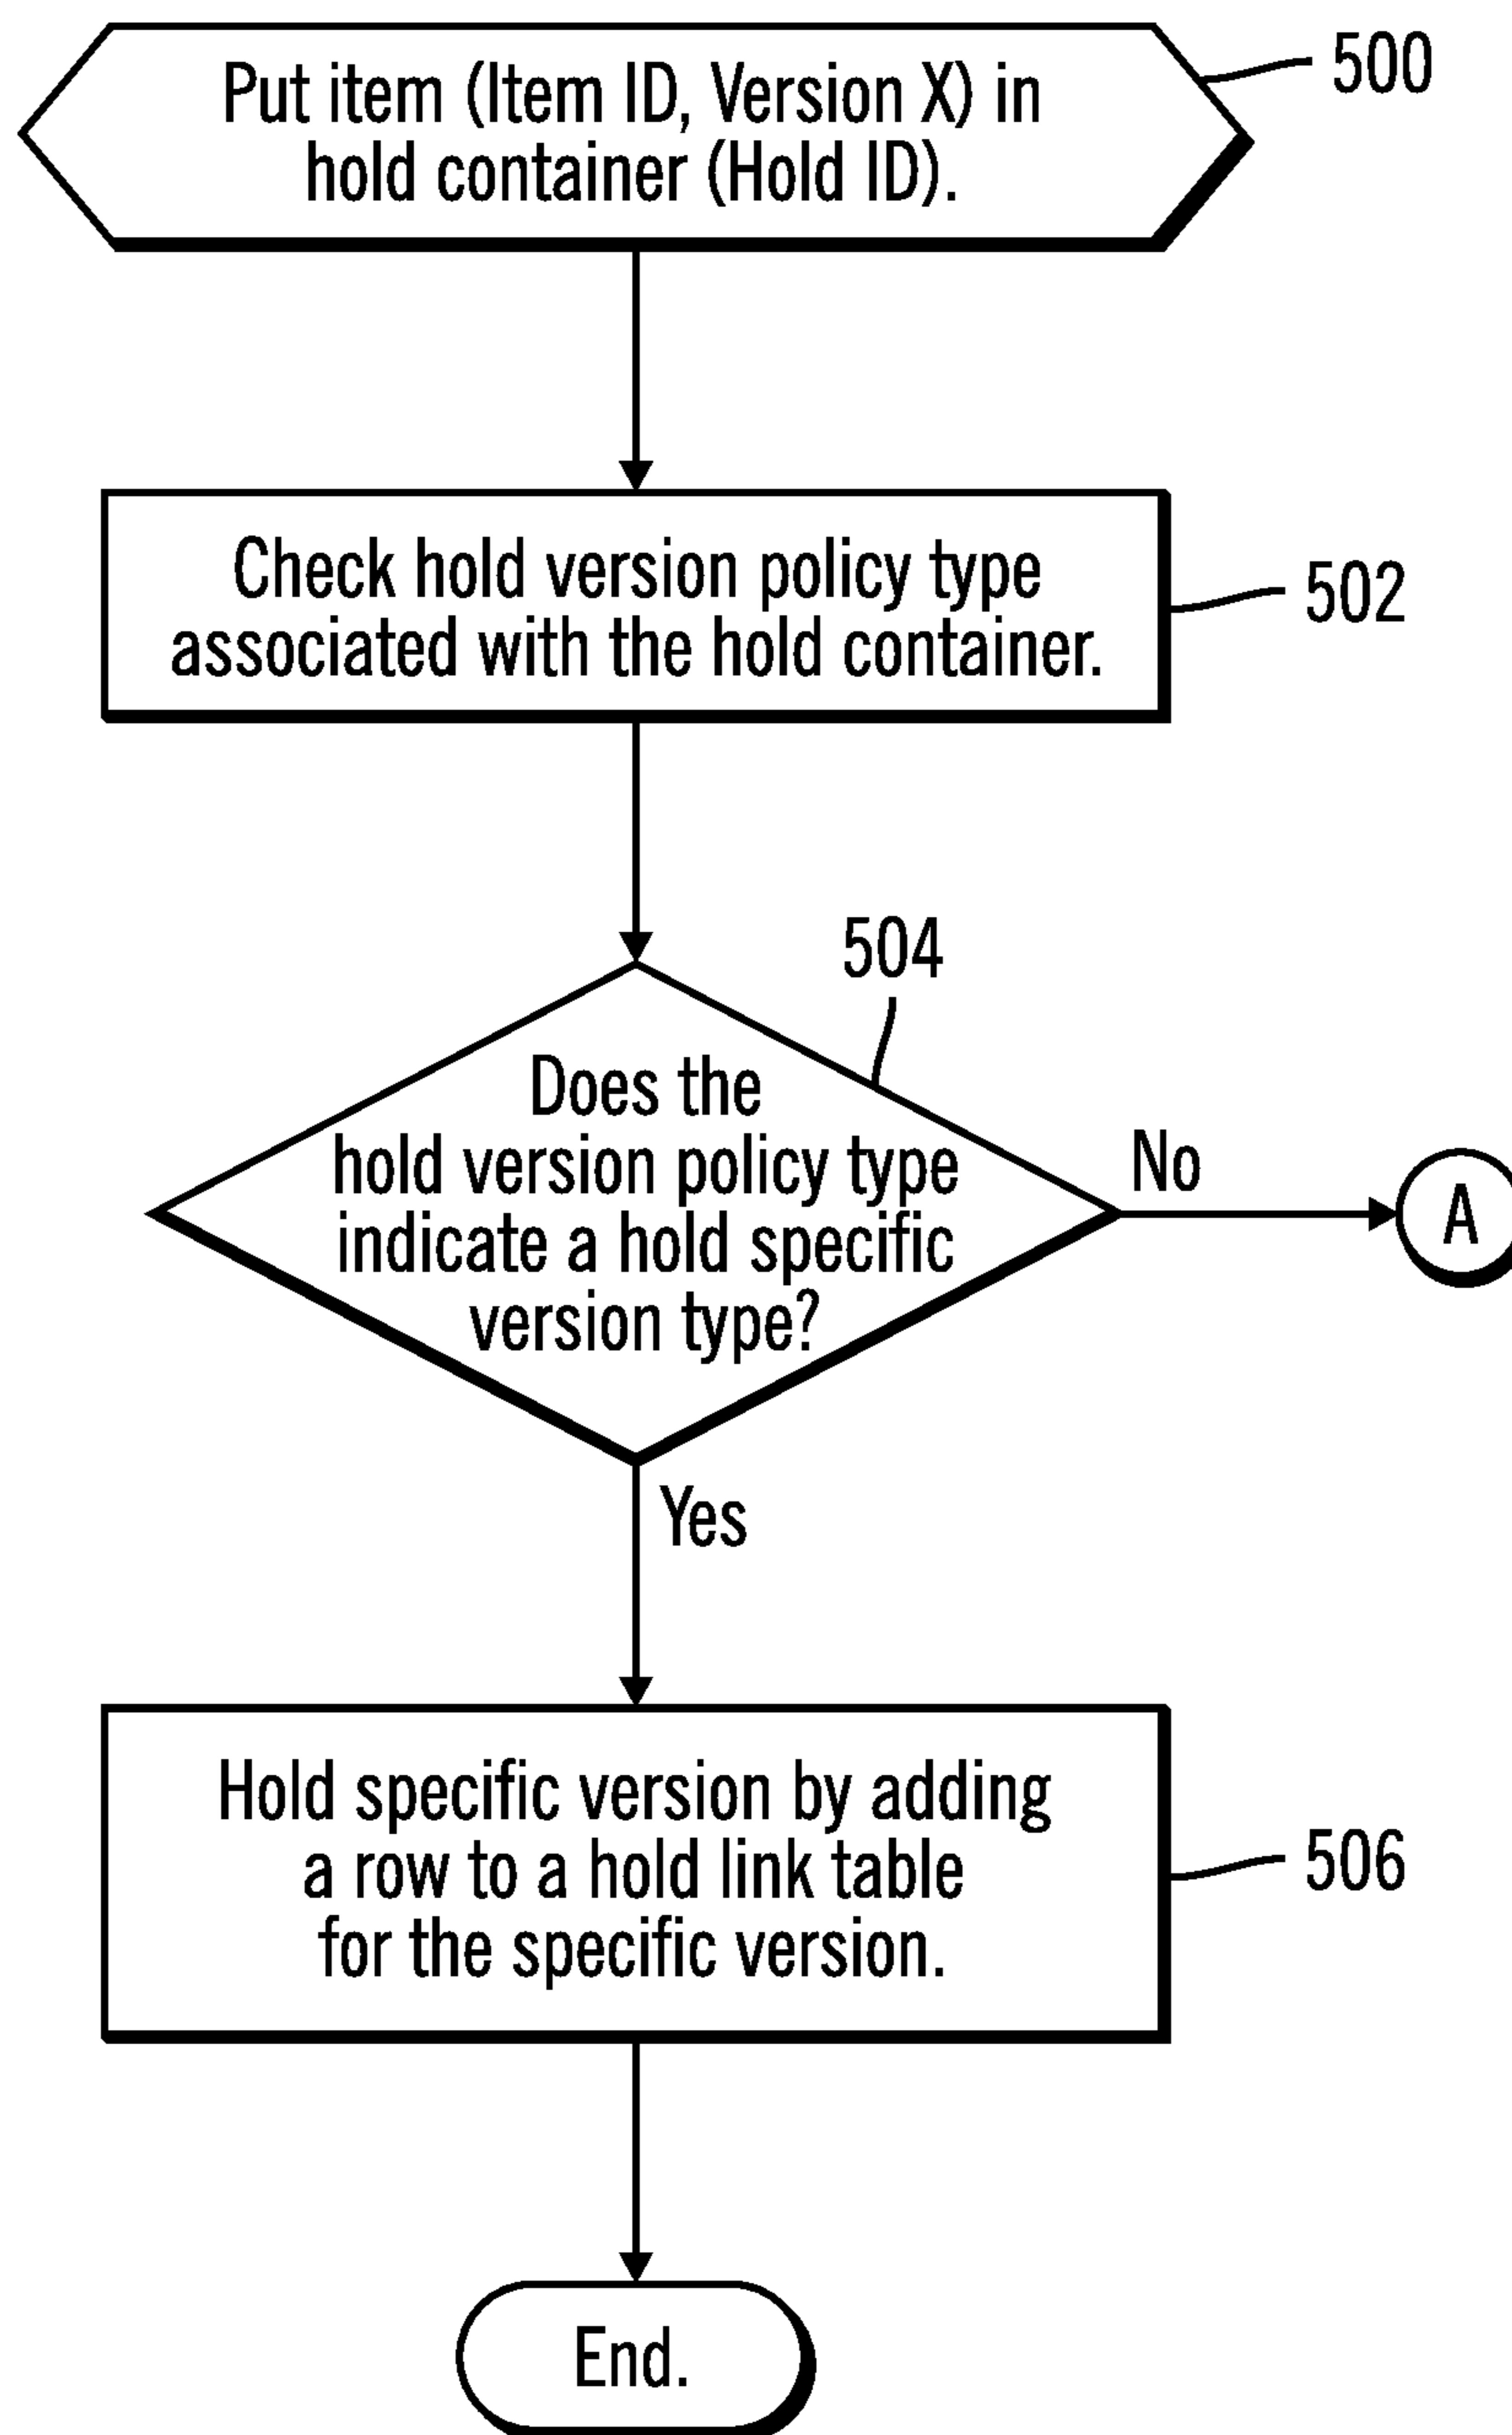 Put item (Item ID, Version X) in
hold container (Hold ID).
500
Check hold version policy type
associated with the hold container.
502
504
Does the
hold version policy type
indicate a hold specific
version type?
No
A
Yes
Hold specific version by adding
a row to a hold link table
for the specific version.
506
End.